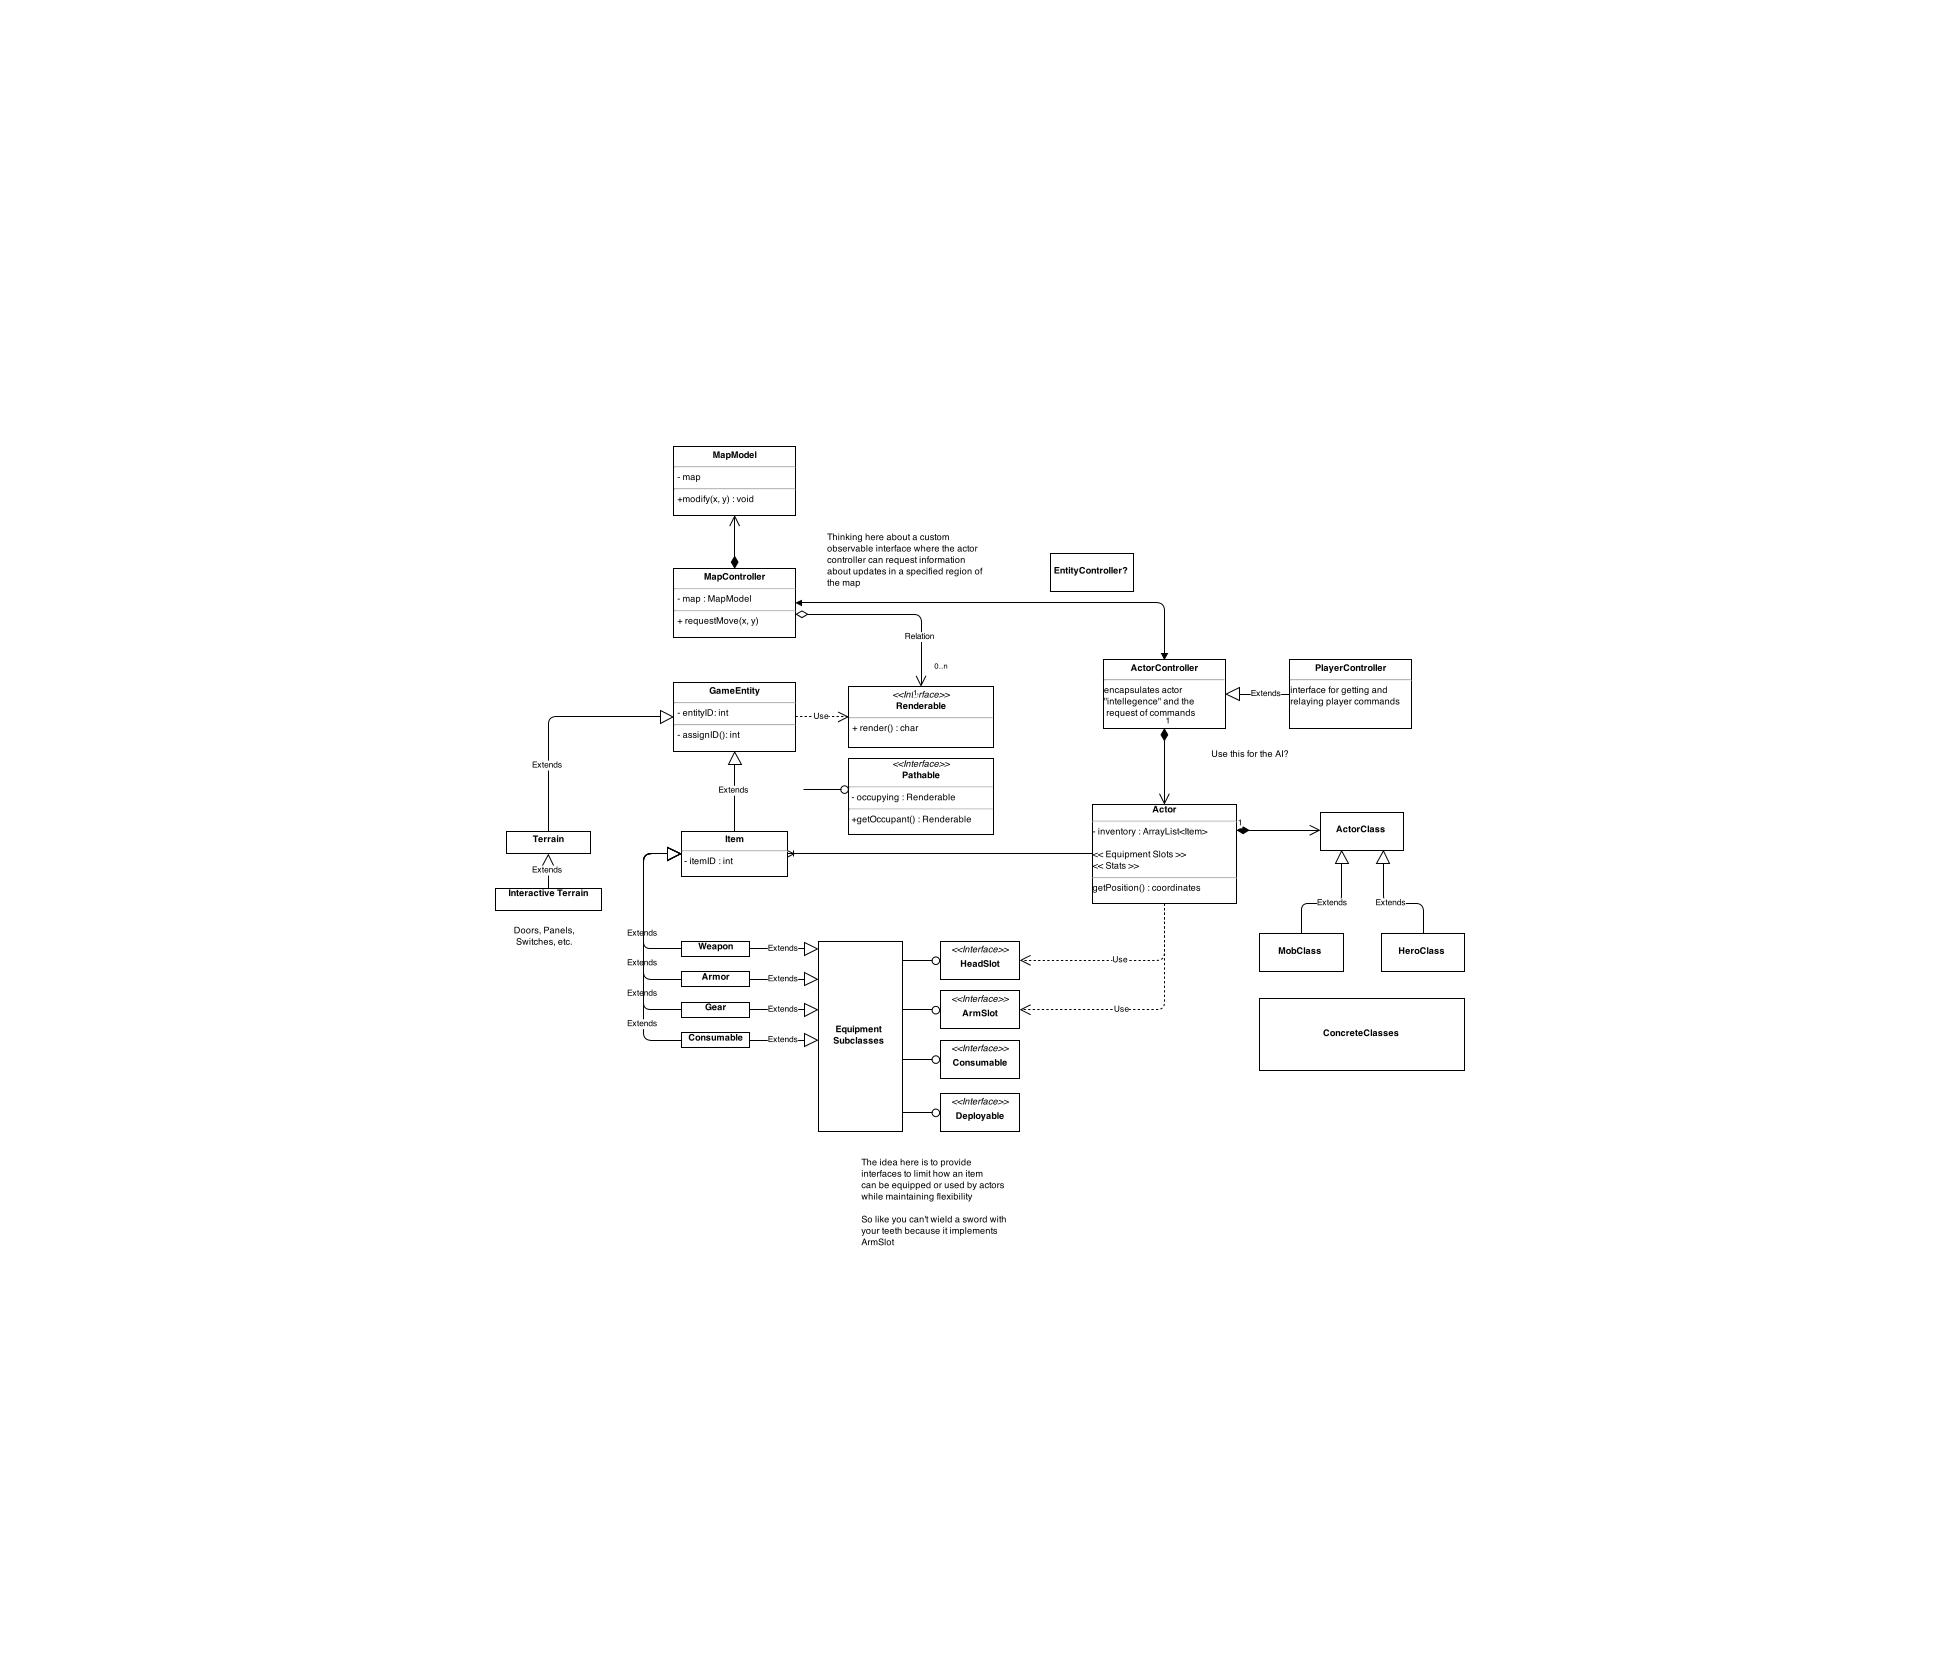 MapModel
- map
+modify(x, y) : void
Thinking here about a custom
observable interface where the actor
controller can request information
about updates in a specified region of
the map
EntityController?
MapController
- map : MapModel
+ requestMove(x, y)
Relation
0..n
1
ActorController
encapsulates actor
"intellegence" and the
request of commands
1
Extends
PlayerController
interface for getting and
relaying player commands
Use this for the AI?
GameEntity
- entityID: int
- assignID(): int
Use
<<Interface>>
Renderable
+ render() : char
<<Interface>>
Pathable
- occupying : Renderable
+getOccupant() : Renderable
Extends
Extends
Terrain
Extends
Interactive Terrain
Doors, Panels,
Switches, etc.
Item
- itemID : int
Actor
- inventory : ArrayList<Item>
<< Equipment Slots >>
<< Stats >>
getPosition() : coordinates
1
ActorClass
Extends
Extends
MobClass
HeroClass
ConcreteClasses
Extends
Weapon
Extends
Extends
Armor
Extends
Extends
Gear
Extends
Extends
Consumable
Extends
Equipment
Subclasses
<<Interface>>
HeadSlot
Use
<<Interface>>
ArmSlot
Use
<<Interface>>
Consumable
<<Interface>>
Deployable
The idea here is to provide
interfaces to limit how an item
can be equipped or used by actors
while maintaining flexibility
So like you can't wield a sword with
your teeth because it implements
ArmSlot